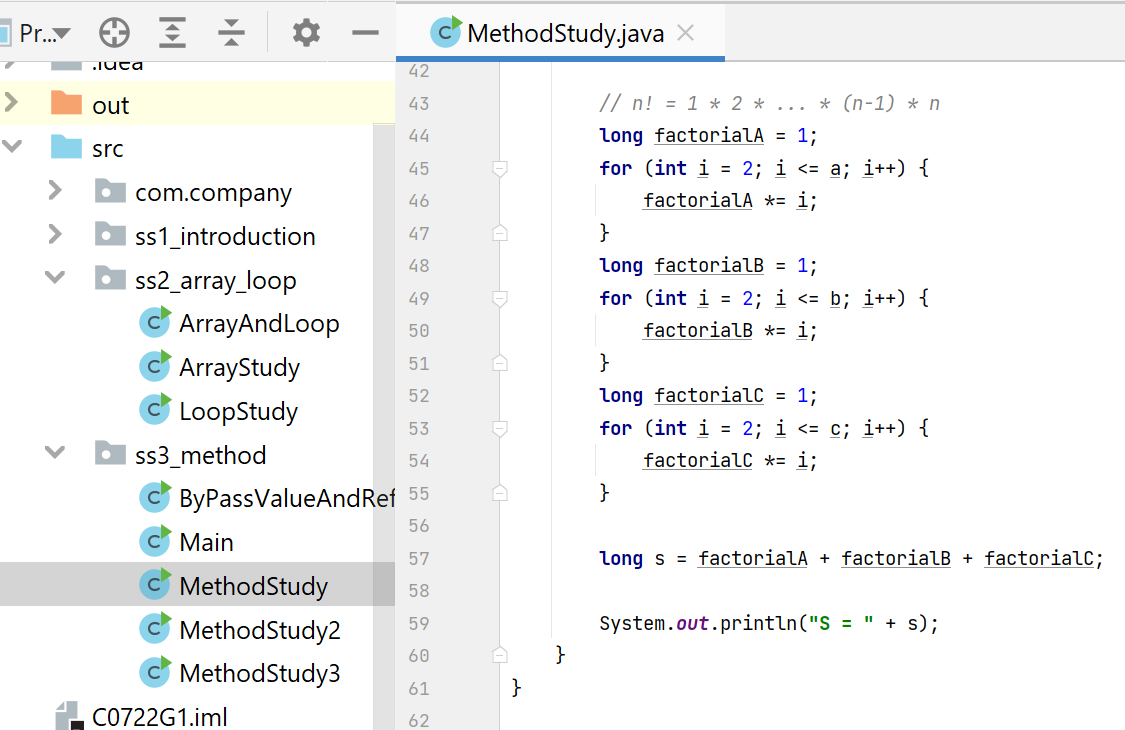 Pr...
MethodStudy.java
.idea
out
src
com.company
ss1_introduction
ss2_array_loop
ArrayAndLoop
ArrayStudy
LoopStudy
ss3_method
ByPassValueAndRef
Main
MethodStudy
MethodStudy2
MethodStudy3
C0722G1.iml
42
43 // n! = 1 * 2 * ... * (n-1) * n
44 long factorialA = 1;
45 for (int i = 2; i <= a; i++) {
46 factorialA *= i;
47 }
48 long factorialB = 1;
49 for (int i = 2; i <= b; i++) {
50 factorialB *= i;
51 }
52 long factorialC = 1;
53 for (int i = 2; i <= c; i++) {
54 factorialC *= i;
55 }
56
57 long s = factorialA + factorialB + factorialC;
58
59 System.out.println("S = " + s);
60 }
61 }
62